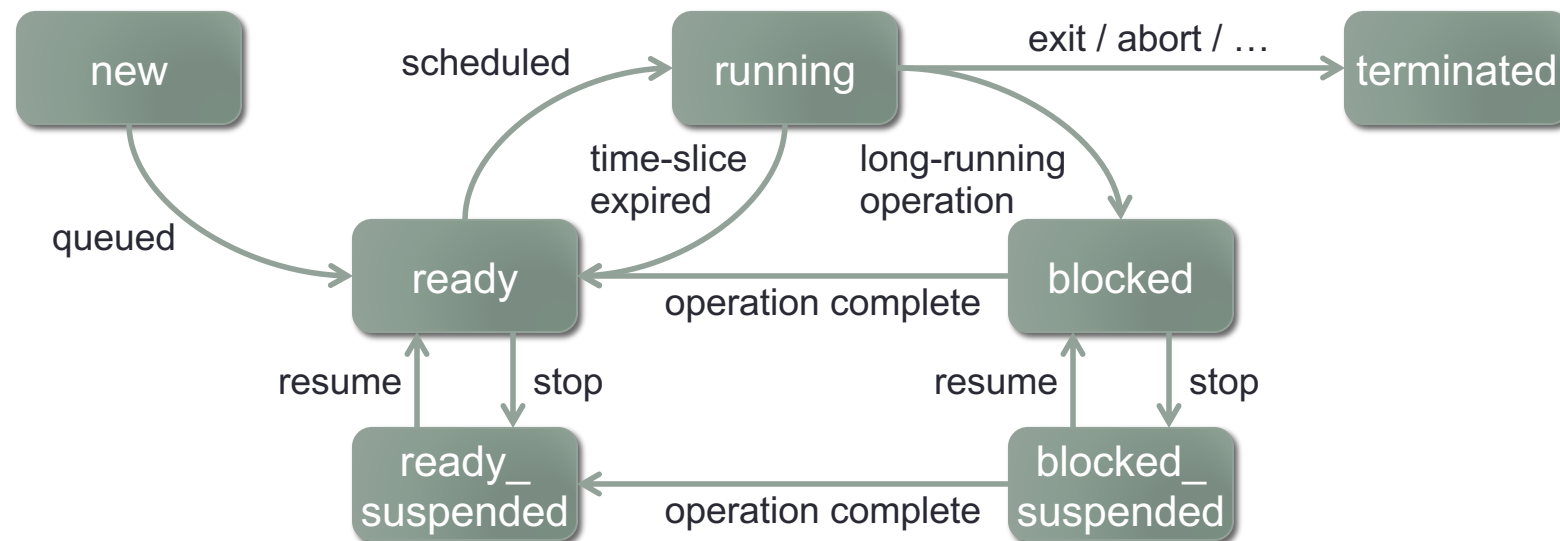 new
scheduled
running
exit / abort / …
terminated
queued
time-slice
expired
long-running
operation
ready
operation complete
blocked
resume
stop
resume
stop
ready_
suspended
operation complete
blocked_
suspended